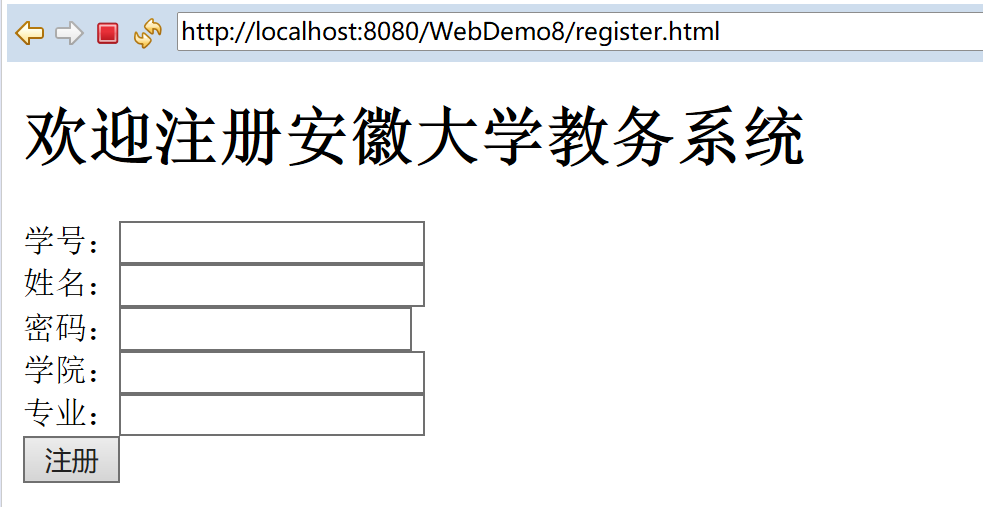 http://localhost:8080/WebDemo8/register.html
欢迎注册安徽大学教务系统
学号：
姓名：
密码：
学院：
专业：
注册